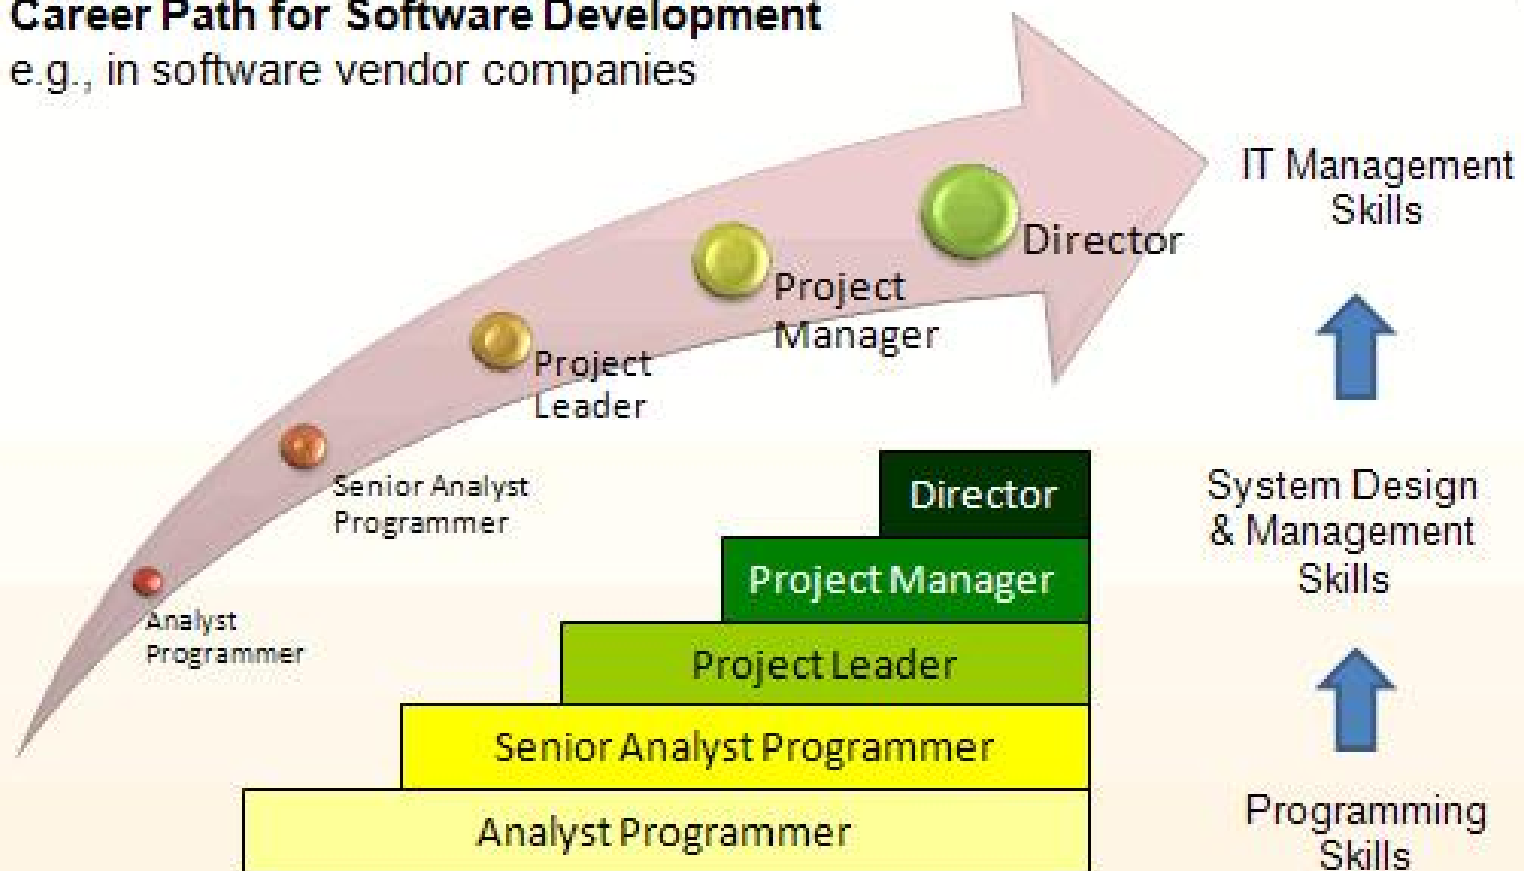 Career Path for Software Development
e.g., in software vendor companies
IT Management
Skills
Director
Project
Manager
Project
Leader
Senior Analyst
Programmer
Analyst
Programmer
Director
Project Manager
Project Leader
Senior Analyst Programmer
Analyst Programmer
System Design
& Management
Skills
Programming
Skills